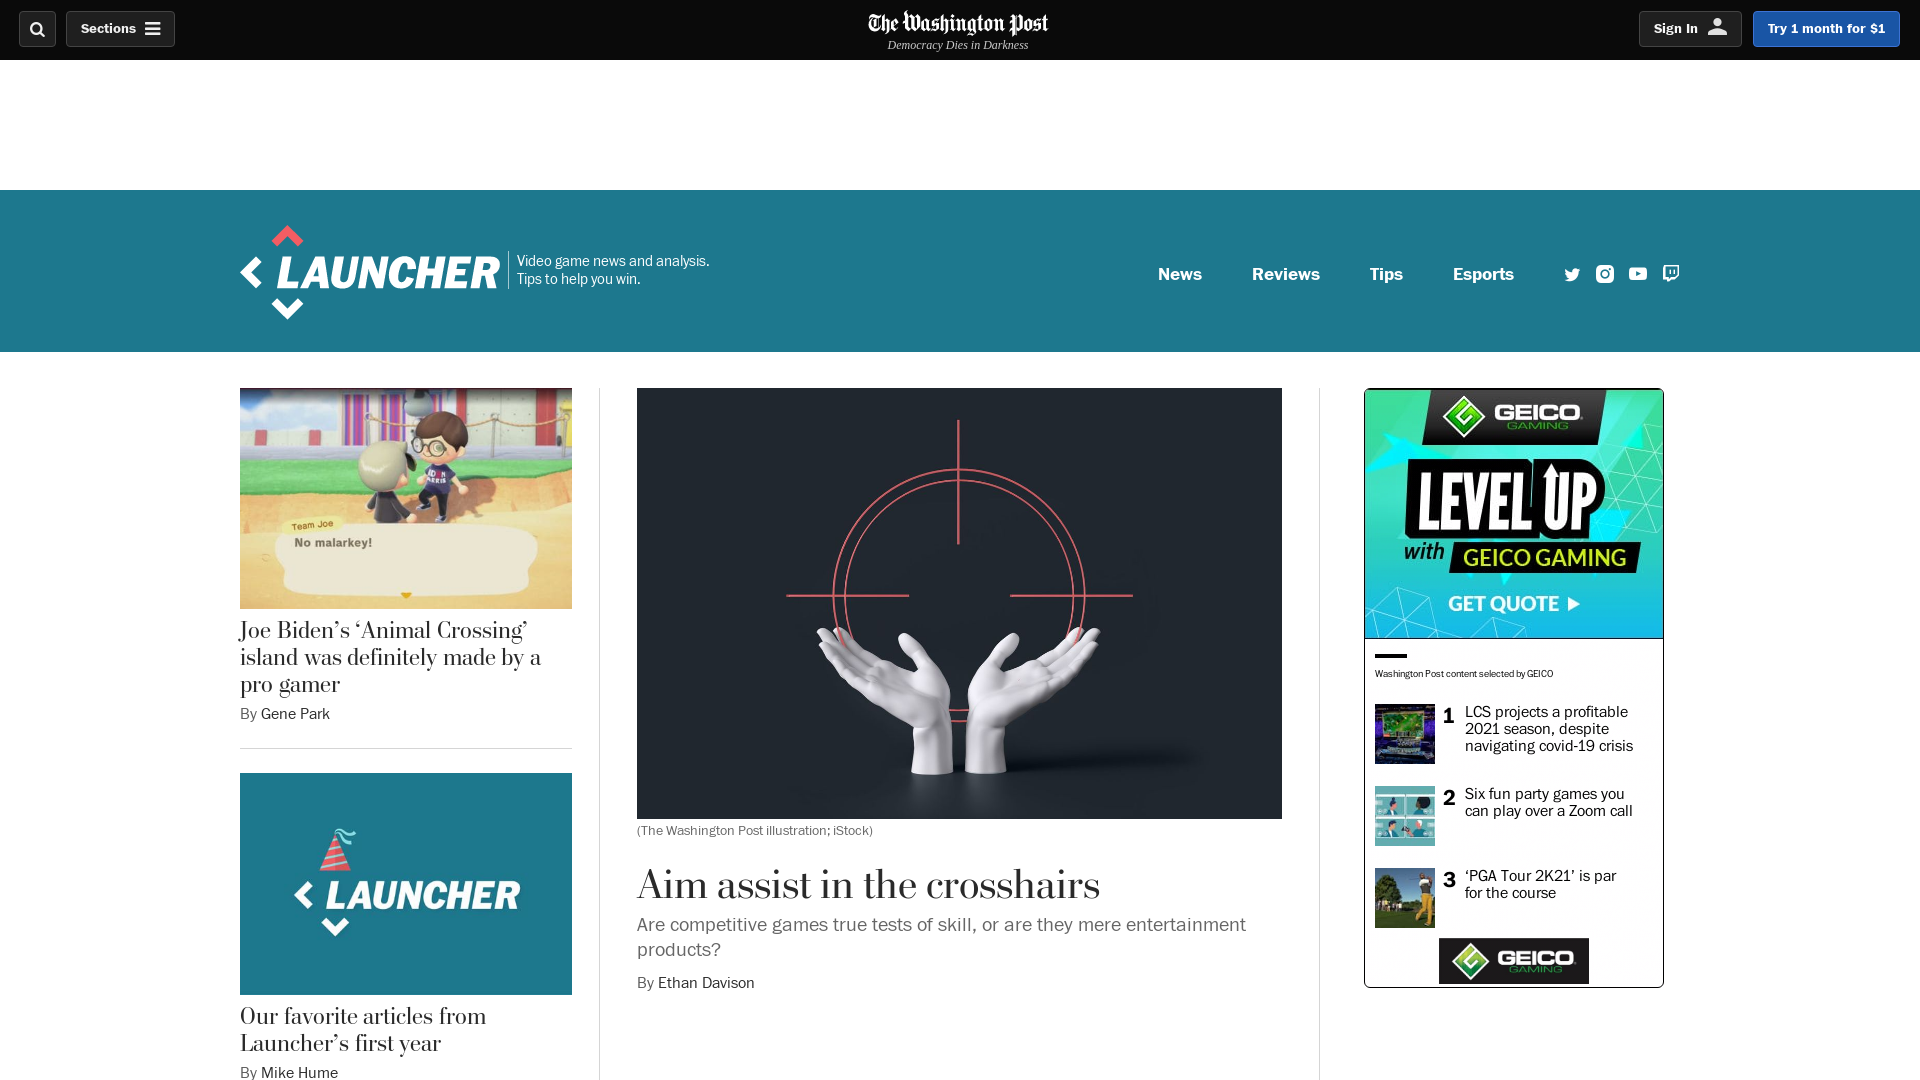 Sections
The Washington Post
Democracy Dies in Darkness
Sign In
Try 1 month for $1
LAUNCHER
Video game news and analysis.
Tips to help you win.
News
Reviews
Tips
Esports
Team Joe
No malarkey!
Joe Biden’s ‘Animal Crossing’
island was definitely made by a
pro gamer
By Gene Park
LAUNCHER
Our favorite articles from
Launcher’s first year
By Mike Hume
(The Washington Post illustration; iStock)
Aim assist in the crosshairs
Are competitive games true tests of skill, or are they mere entertainment
products?
By Ethan Davison
GEICO
GAMING
LEVEL UP
with GEICO GAMING
GET QUOTE
Washington Post content selected by GEICO
1 LCS projects a profitable
2021 season, despite
navigating covid-19 crisis
2 Six fun party games you
can play over a Zoom call
3 ‘PGA Tour 2K21’ is par
for the course
GEICO
GAMING